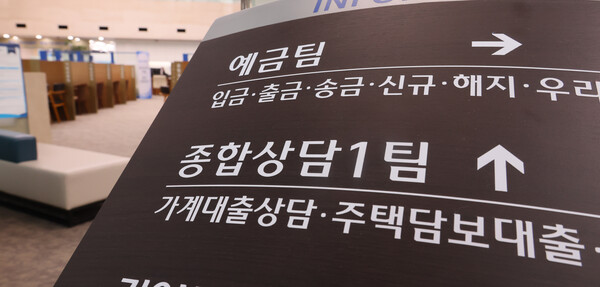 예금팀 →
입금·출금·송금·신규·해지·우리
종합상담1팀 ↑
가계대출상담·주택담보대출·